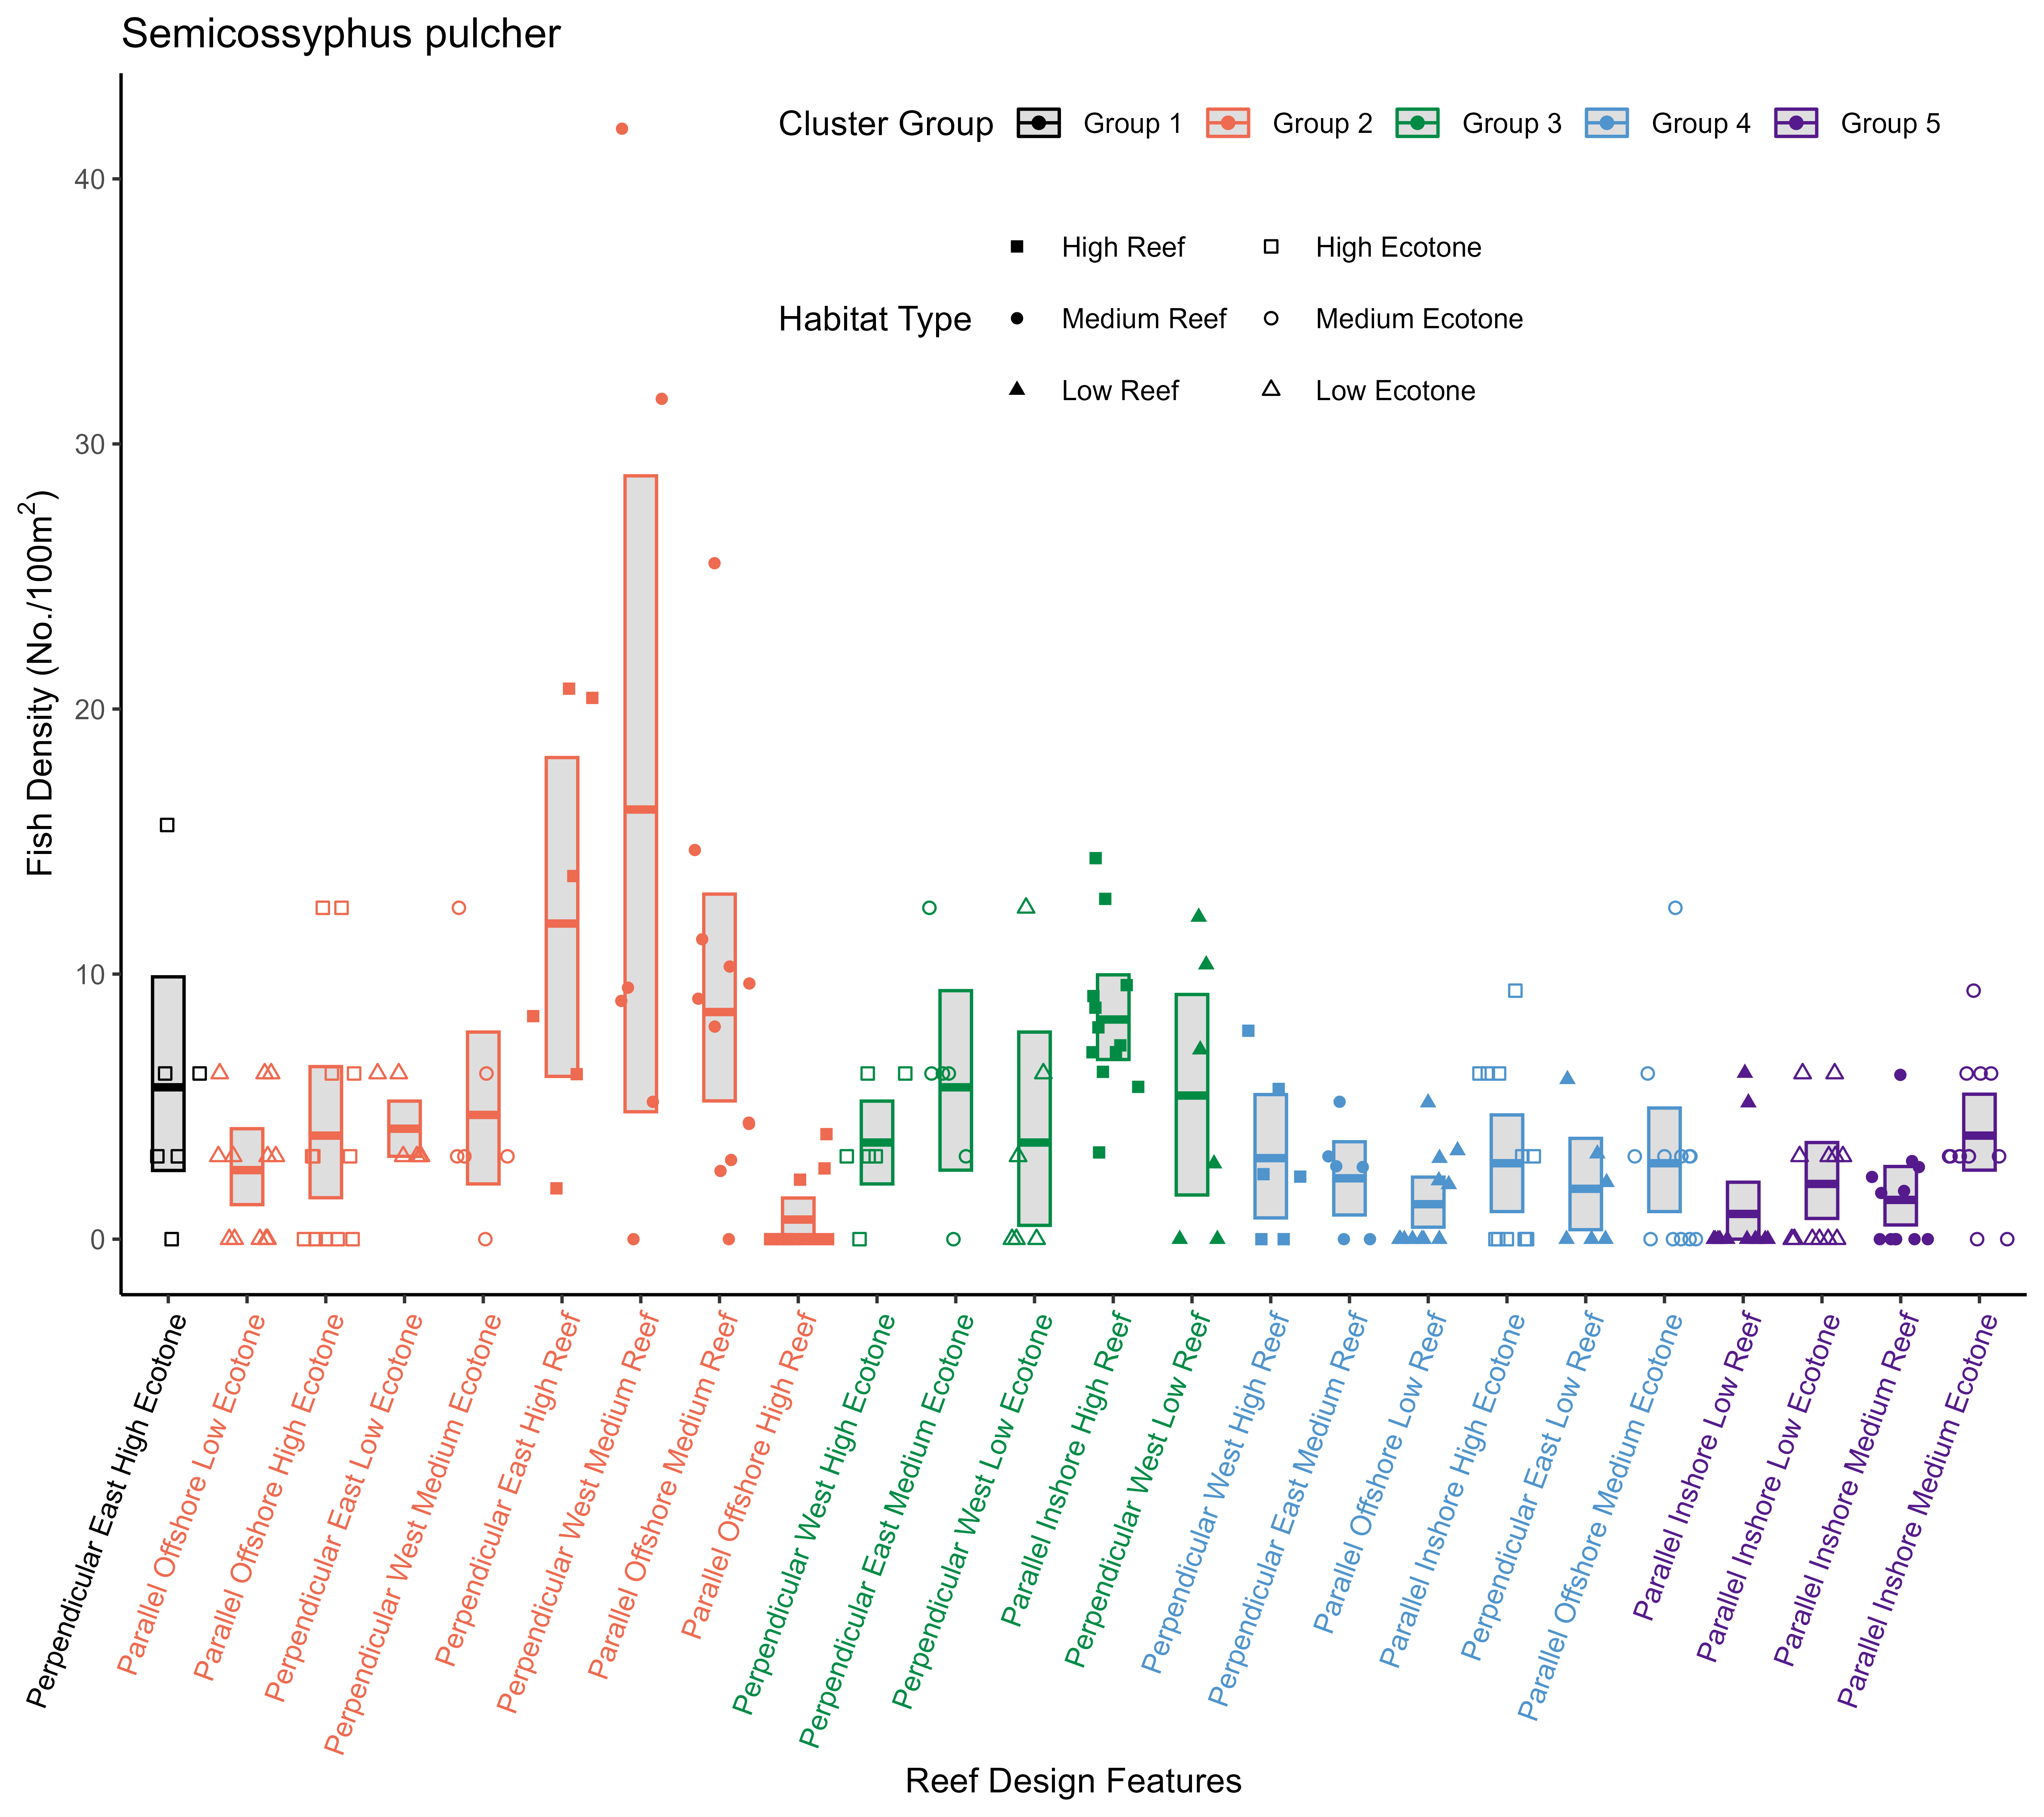 Semicossyphus pulcher
Cluster Group Group 1 Group 2 Group 3 Group 4 Group 5
High Reef High Ecotone
Habitat Type Medium Reef Medium Ecotone
Low Reef Low Ecotone
Fish Density (No./100m²)
40
30
20
10
0
Perpendicular East High Ecotone
Parallel Offshore Low Ecotone
Parallel Offshore High Ecotone
Perpendicular East Low Ecotone
Perpendicular West Medium Ecotone
Perpendicular East High Reef
Perpendicular West Medium Reef
Parallel Offshore Medium Reef
Parallel Offshore High Reef
Perpendicular West High Ecotone
Perpendicular East Medium Ecotone
Perpendicular West Low Ecotone
Parallel Inshore High Reef
Perpendicular West Low Reef
Perpendicular West High Reef
Perpendicular East Medium Reef
Parallel Offshore Low Reef
Parallel Inshore High Ecotone
Perpendicular East Low Reef
Parallel Offshore Medium Ecotone
Parallel Inshore Low Reef
Parallel Inshore Low Ecotone
Parallel Inshore Medium Reef
Parallel Inshore Medium Ecotone
Reef Design Features